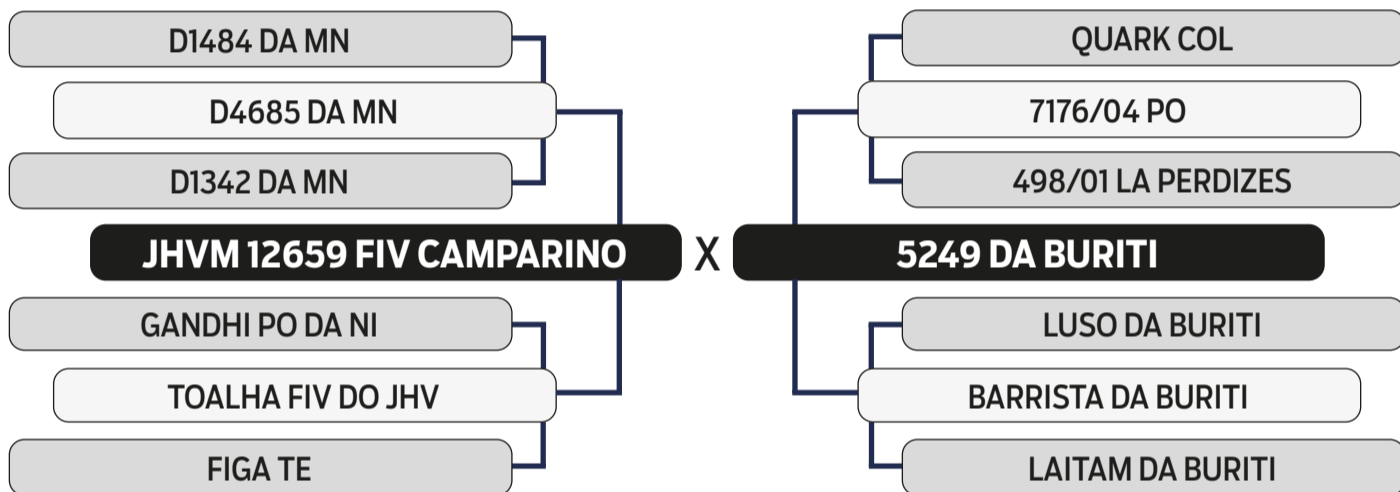 D1484 DA MN
D4685 DA MN
D1342 DA MN
JHVM 12659 FIV CAMPARINO
GANDHI PO DA NI
TOALHA FIV DO JHV
FIGA TE
X
QUARK COL
7176/04 PO
498/01 LA PERDIZES
5249 DA BURITI
LUSO DA BURITI
BARRISTA DA BURITI
LAITAM DA BURITI